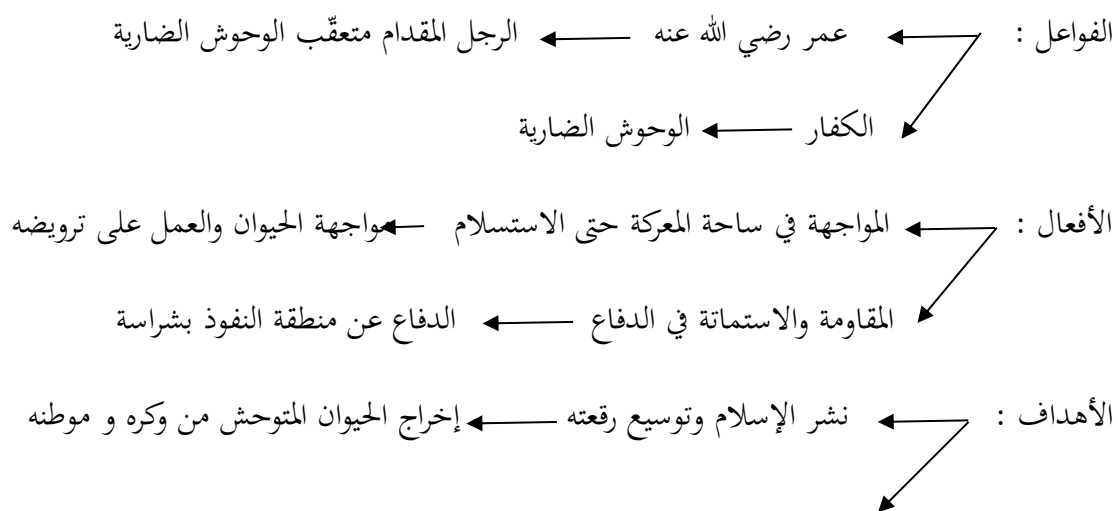 الفواعل : عمر رضي الله عنه الرجل المقدام متعقّب الوحوش الضارية
الكفار الوحوش الضارية
الأفعال : المواجهة في ساحة المعركة حتى الاستسلام مواجهة الحيوان والعمل على ترويضه
المقاومة والاستماتة في الدفاع الدفاع عن منطقة النفوذ بشراسة
الأهداف : نشر الإسلام وتوسيع رقعته إخراج الحيوان المتوحش من وكره و موطنه